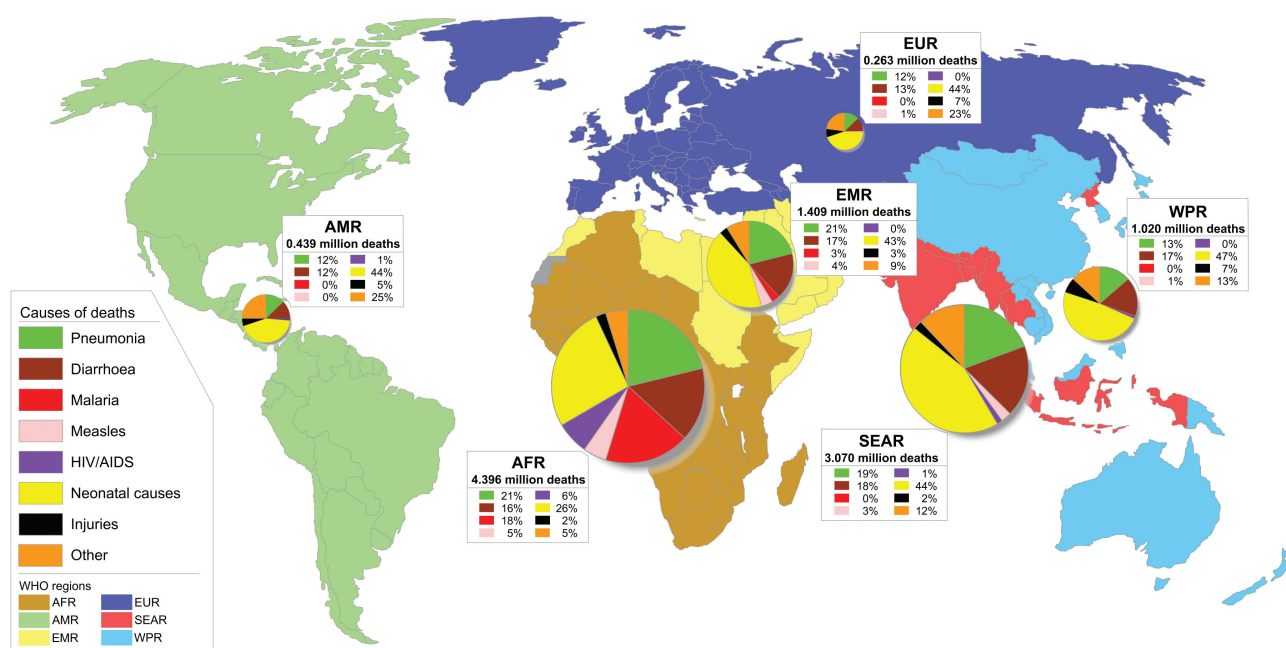 EUR
0.263 million deaths
12% 0%
13% 44%
0% 7%
1% 23%
EMR
1.409 million deaths
21% 0%
17% 43%
3% 3%
4% 9%
WPR
1.020 million deaths
13% 0%
17% 47%
0% 7%
1% 13%
AMR
0.439 million deaths
12% 1%
12% 44%
0% 5%
0% 25%
SEAR
3.070 million deaths
19% 1%
18% 44%
0% 2%
3% 12%
AFR
4.396 million deaths
21% 6%
16% 26%
18% 2%
5% 5%
Causes of deaths
Pneumonia
Diarrhoea
Malaria
Measles
HIV/AIDS
Neonatal causes
Injuries
Other
WHO regions
AFR EUR
AMR SEAR
EMR WPR